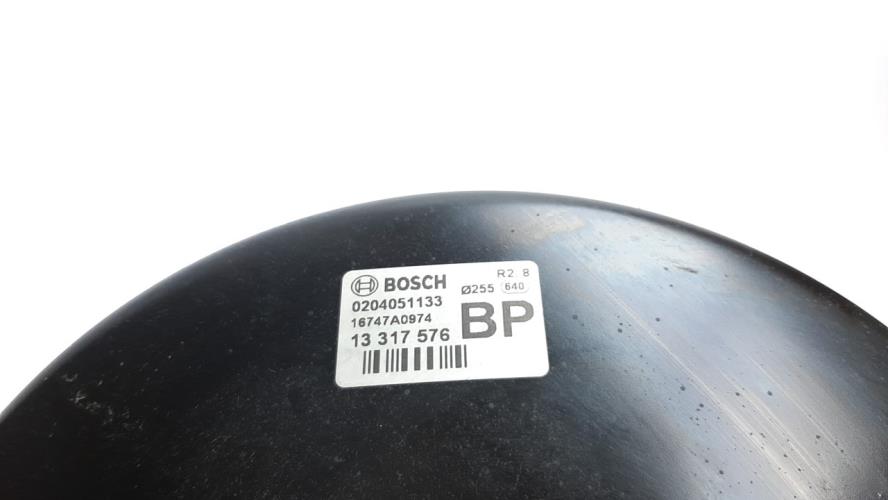 BOSCH
R2 8
0204051133
Ø255 640
16747A0974
13 317 576
BP